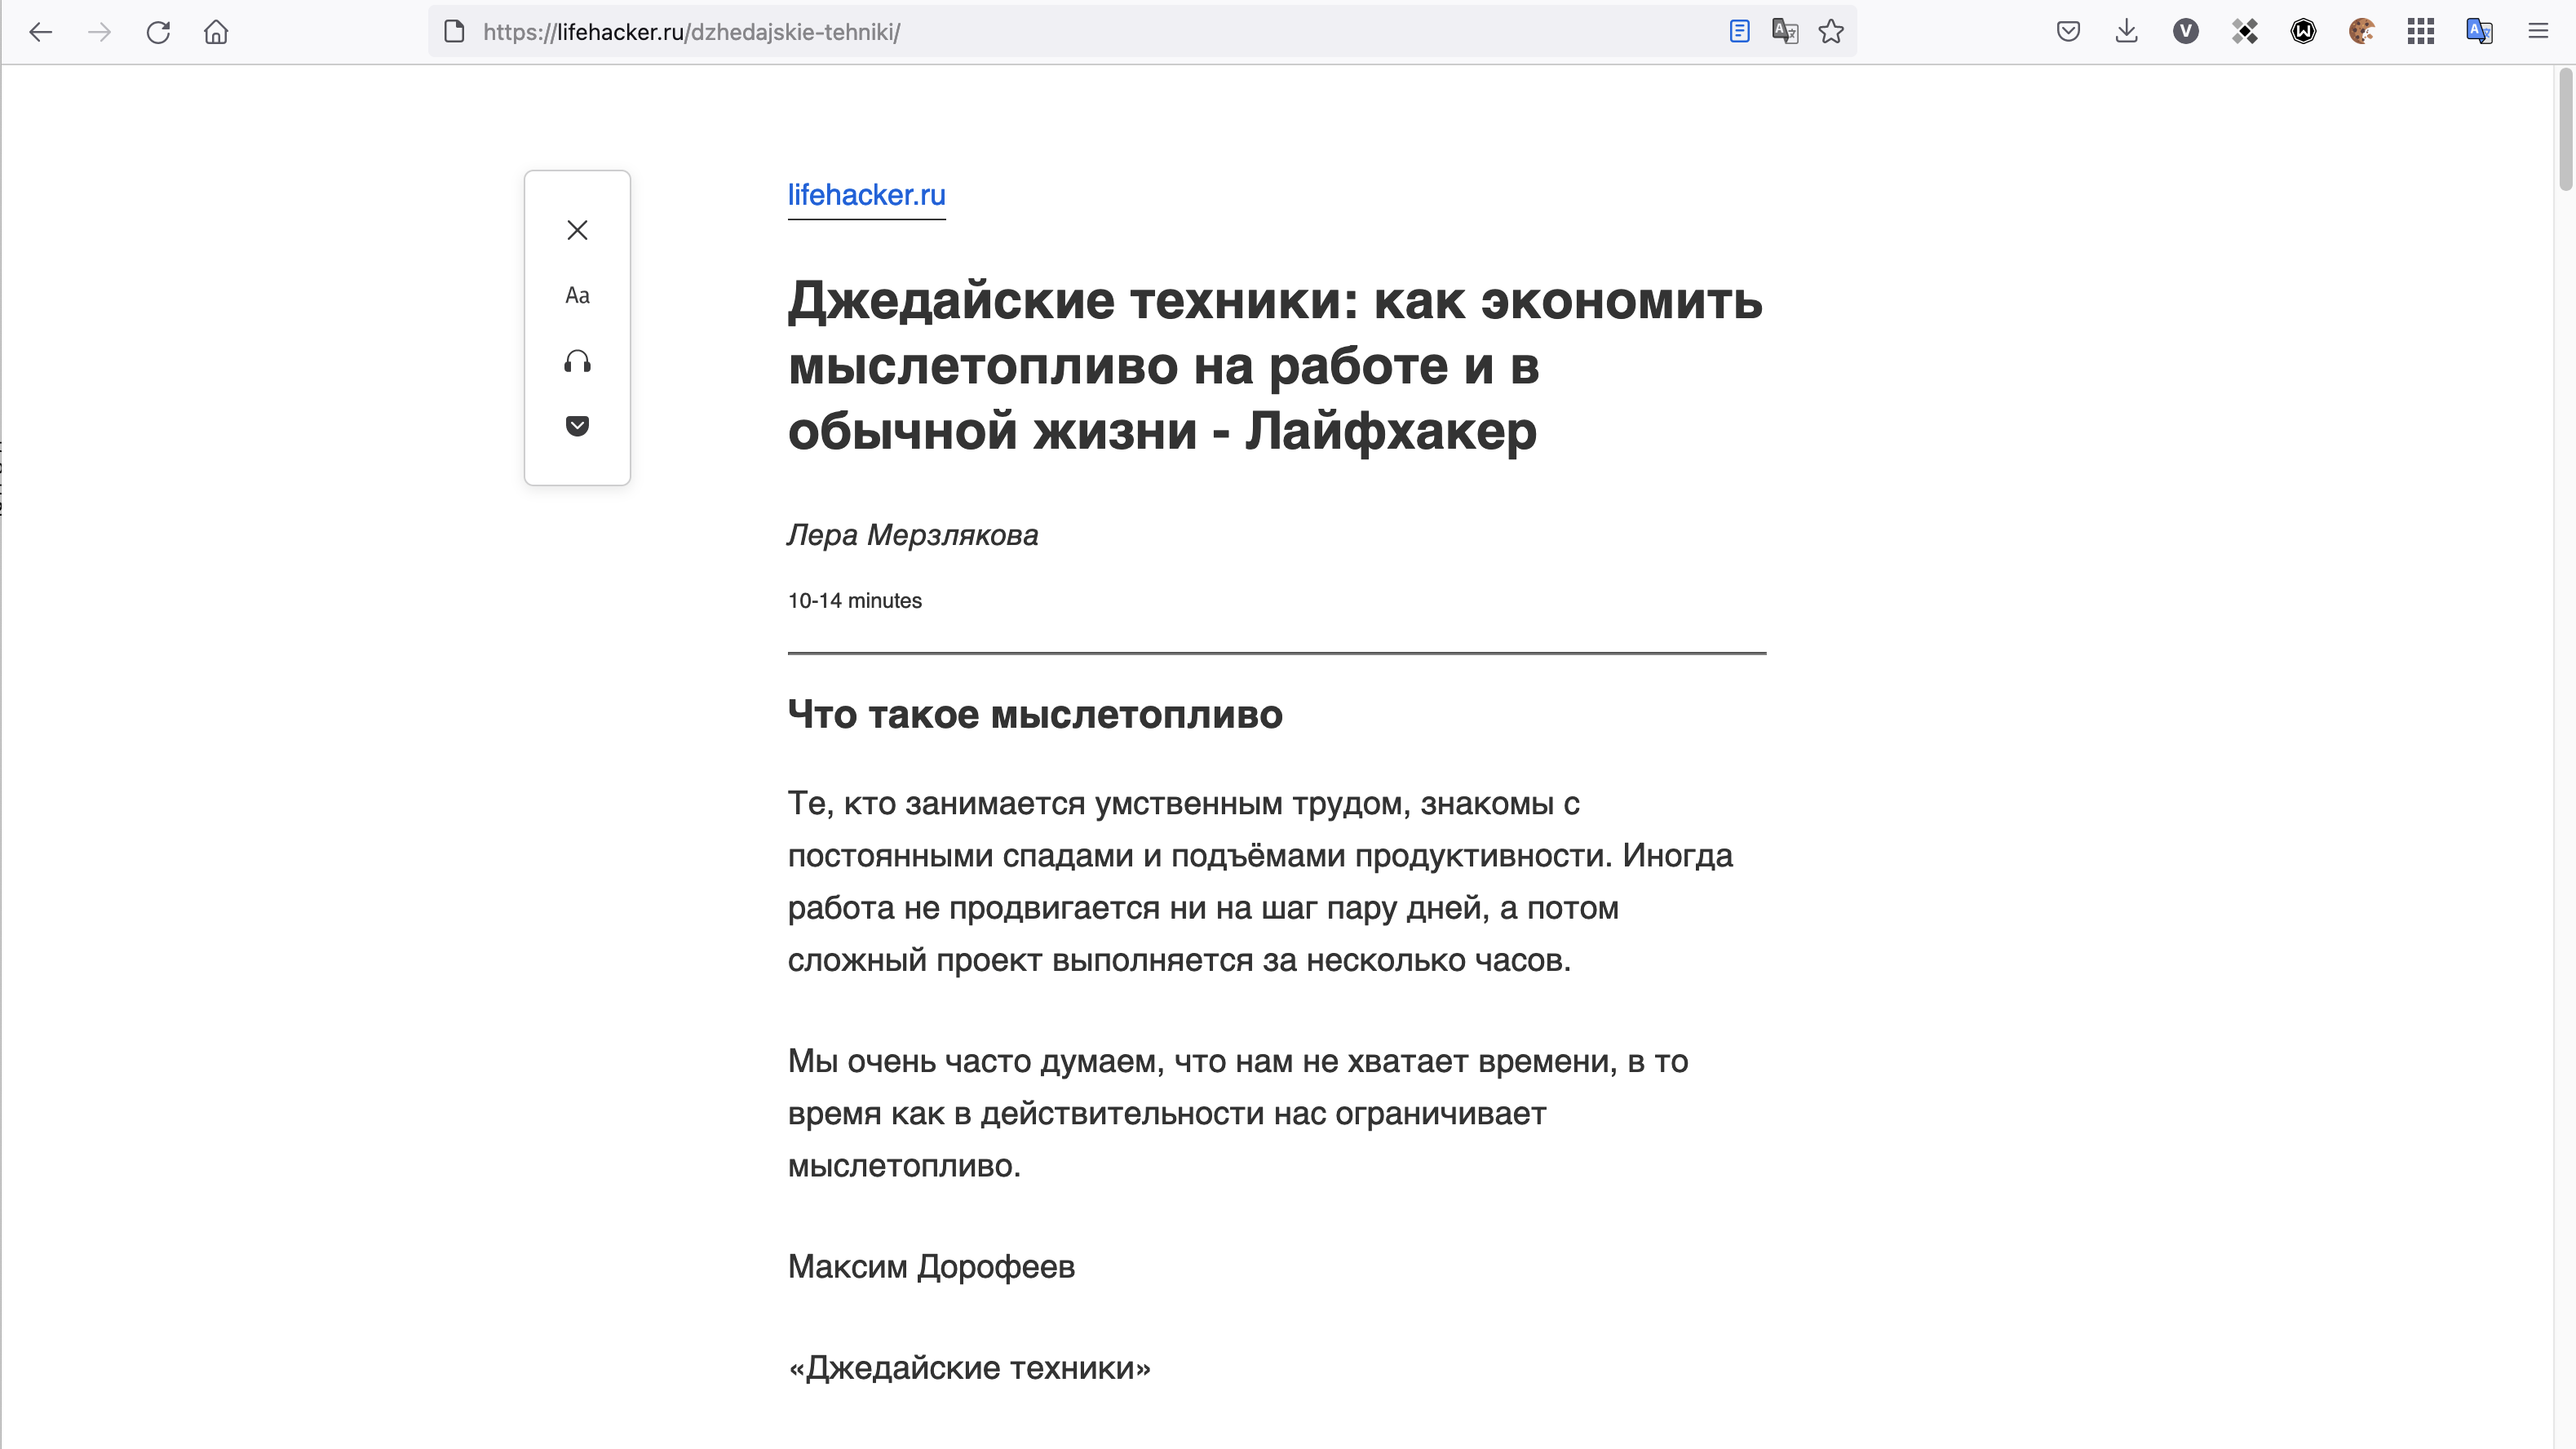 https://lifehacker.ru/dzhedajskie-tehniki/
lifehacker.ru
Aa
Джедайские техники: как экономить
мыслетопливо на работе и в
обычной жизни - Лайфхакер
Лера Мерзлякова
10-14 minutes
Что такое мыслетопливо
Те, кто занимается умственным трудом, знакомы с
постоянными спадами и подъёмами продуктивности. Иногда
работа не продвигается ни на шаг пару дней, а потом
сложный проект выполняется за несколько часов.
Мы очень часто думаем, что нам не хватает времени, в то
время как в действительности нас ограничивает
мыслетопливо.
Максим Дорофеев
«Джедайские техники»